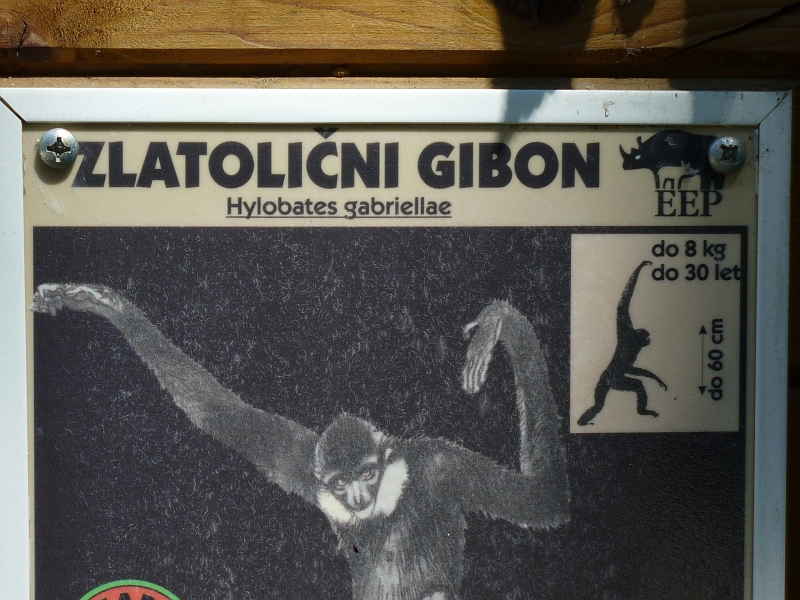 ZLATOLIČNI GIBON
Hylobates gabriellae
EEP
do 8 kg
do 30 let
do 60 cm